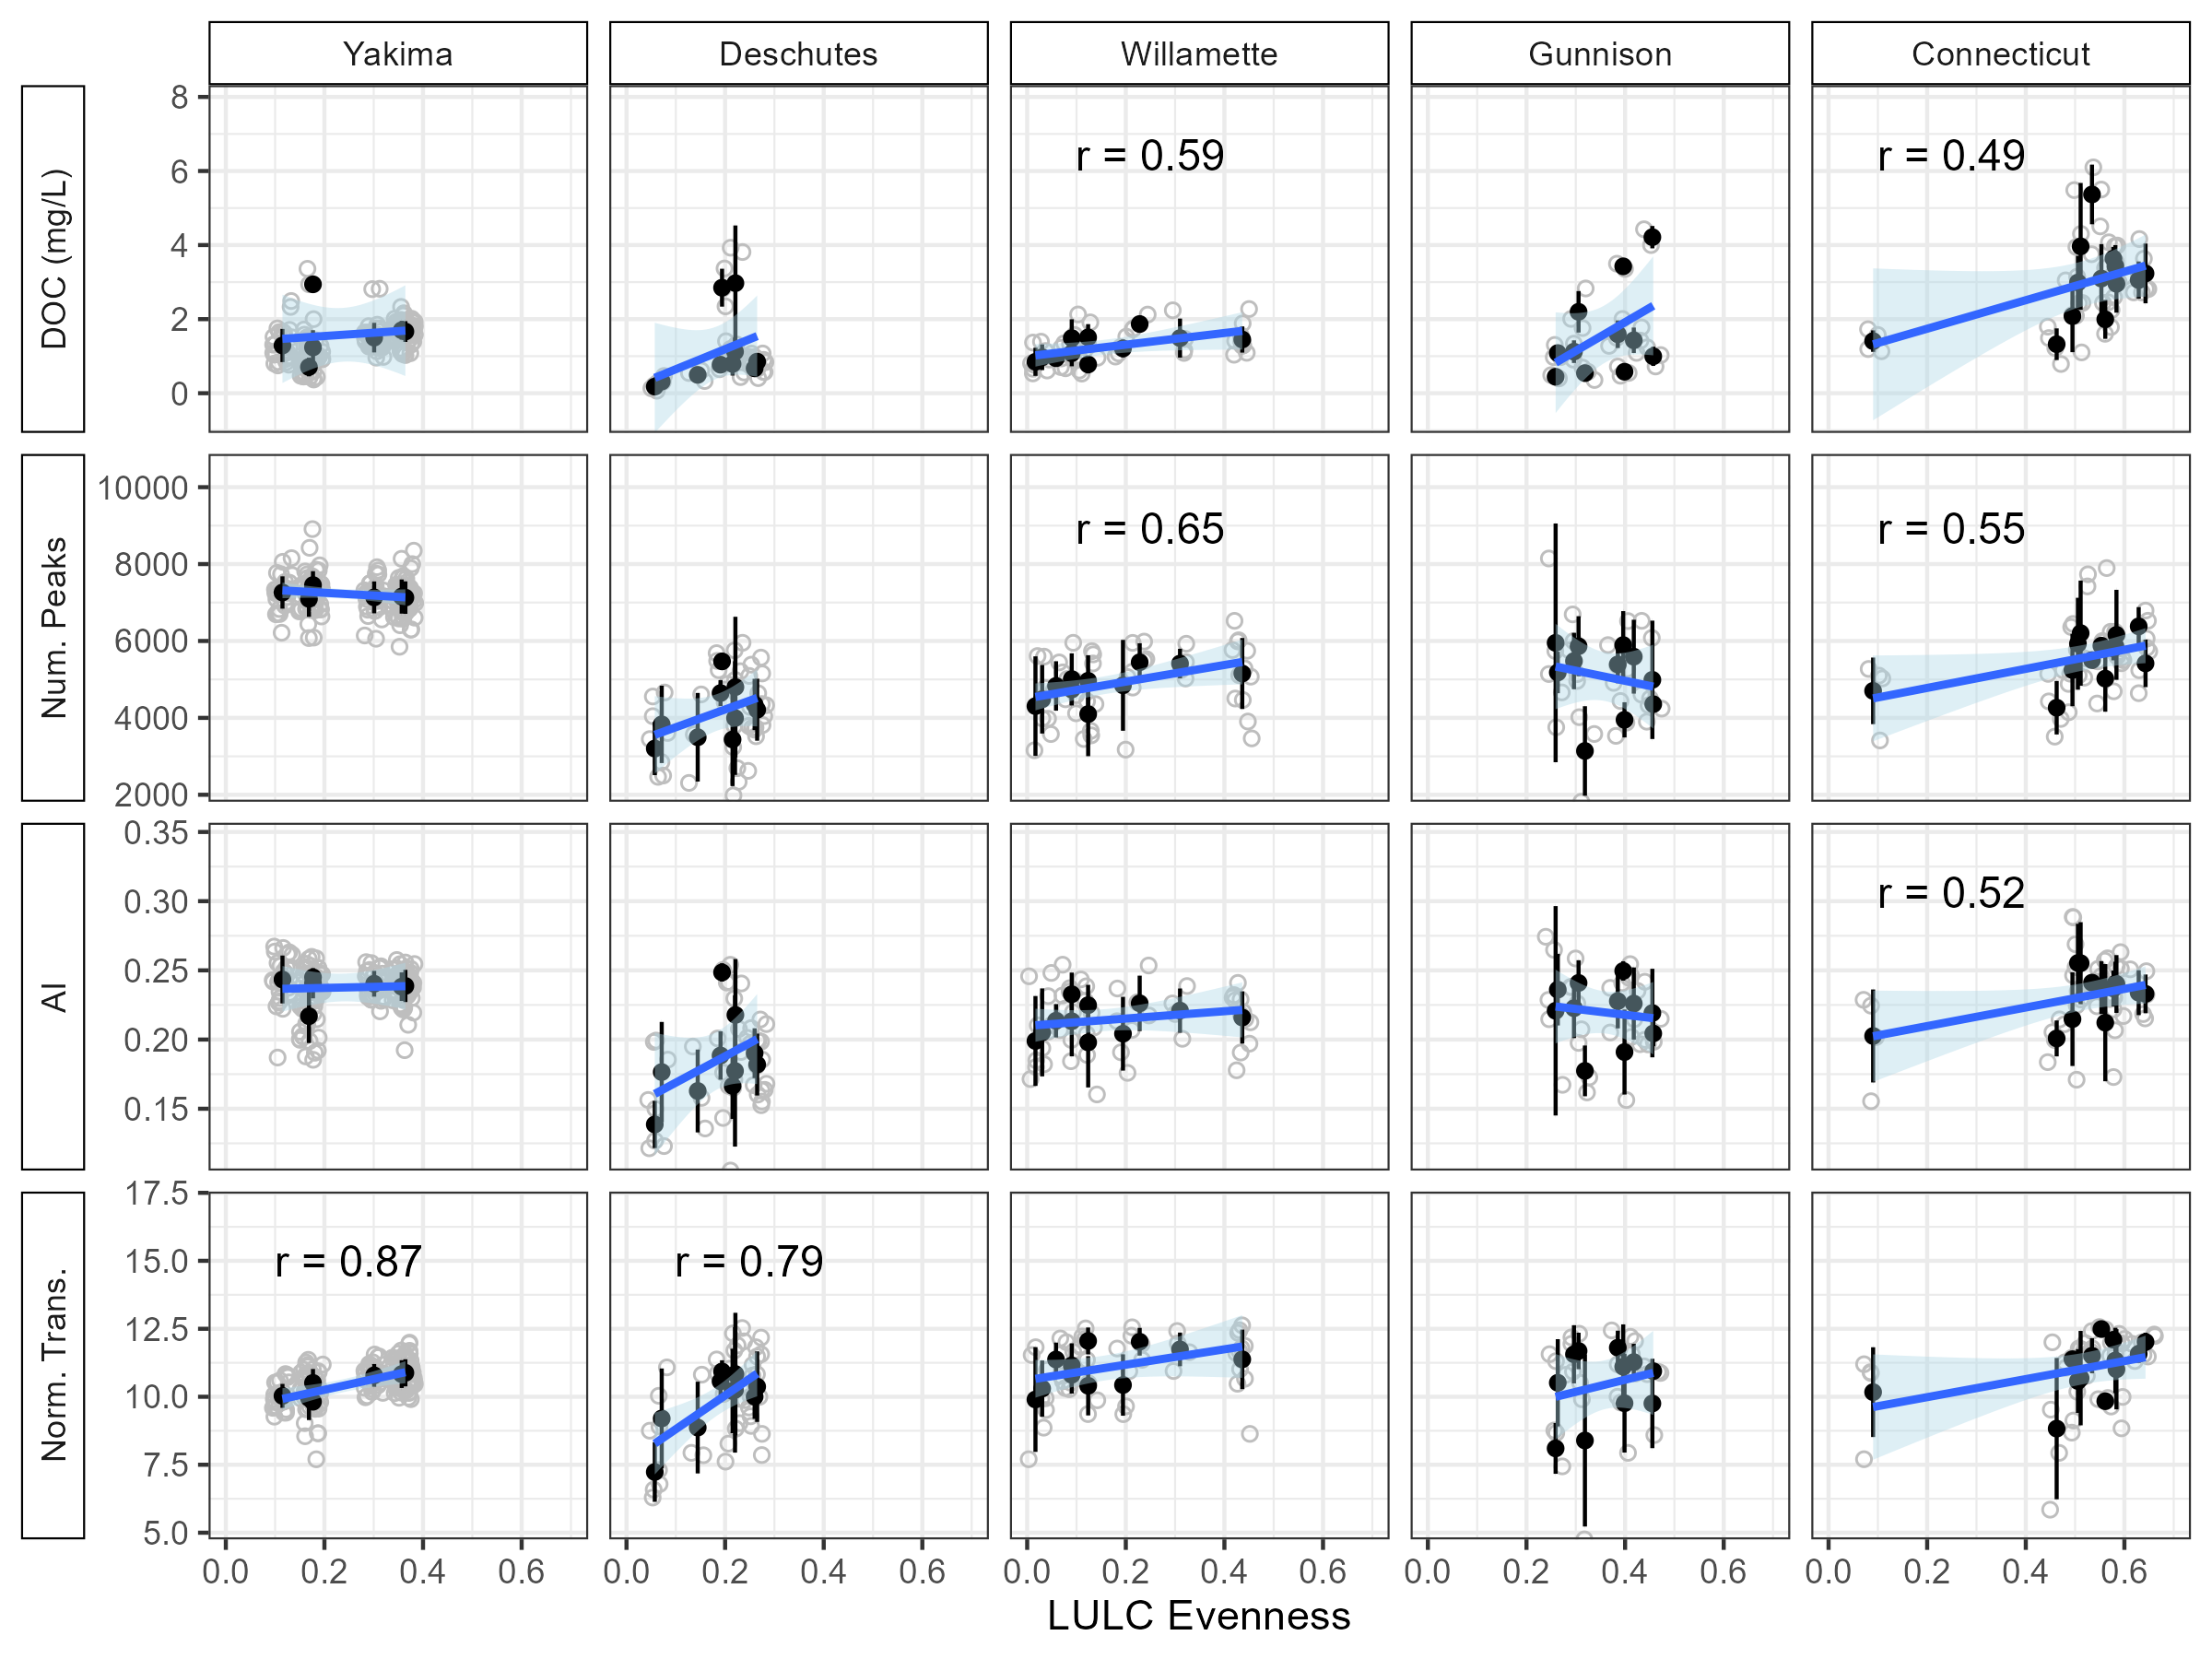 Yakima Deschutes Willamette Gunnison Connecticut
DOC (mg/L)
8
6
4
2
0
r = 0.59
r = 0.49
Num. Peaks
10000
8000
6000
4000
2000
r = 0.65
r = 0.55
AI
0.35
0.30
0.25
0.20
0.15
r = 0.52
Norm. Trans.
17.5
15.0
12.5
10.0
7.5
5.0
r = 0.87
r = 0.79
0.0 0.2 0.4 0.6 0.0 0.2 0.4 0.6 0.0 0.2 0.4 0.6 0.0 0.2 0.4 0.6 0.0 0.2 0.4 0.6
LULC Evenness